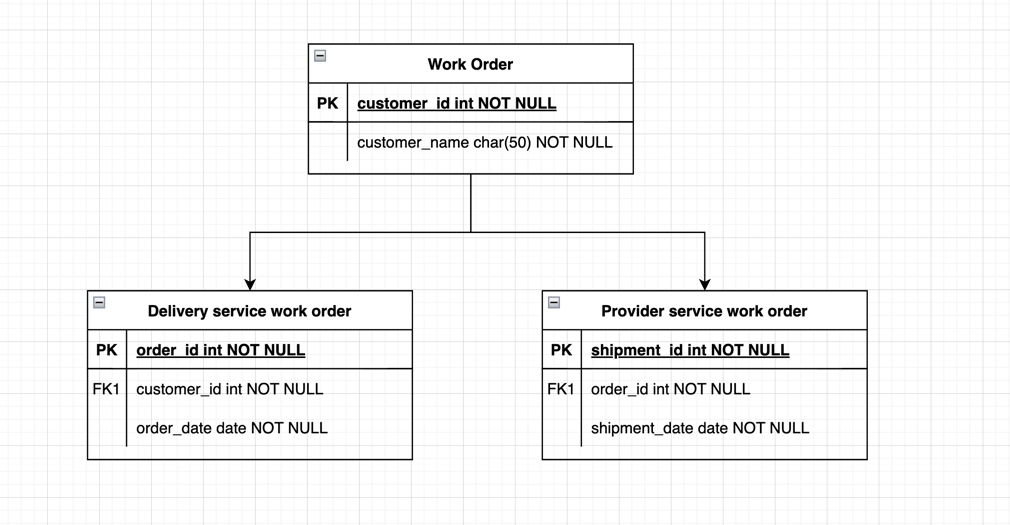 Work Order
PK customer_id int NOT NULL
customer_name char(50) NOT NULL
Delivery service work order
PK order_id int NOT NULL
FK1 customer_id int NOT NULL
order_date date NOT NULL
Provider service work order
PK shipment_id int NOT NULL
FK1 order_id int NOT NULL
shipment_date date NOT NULL